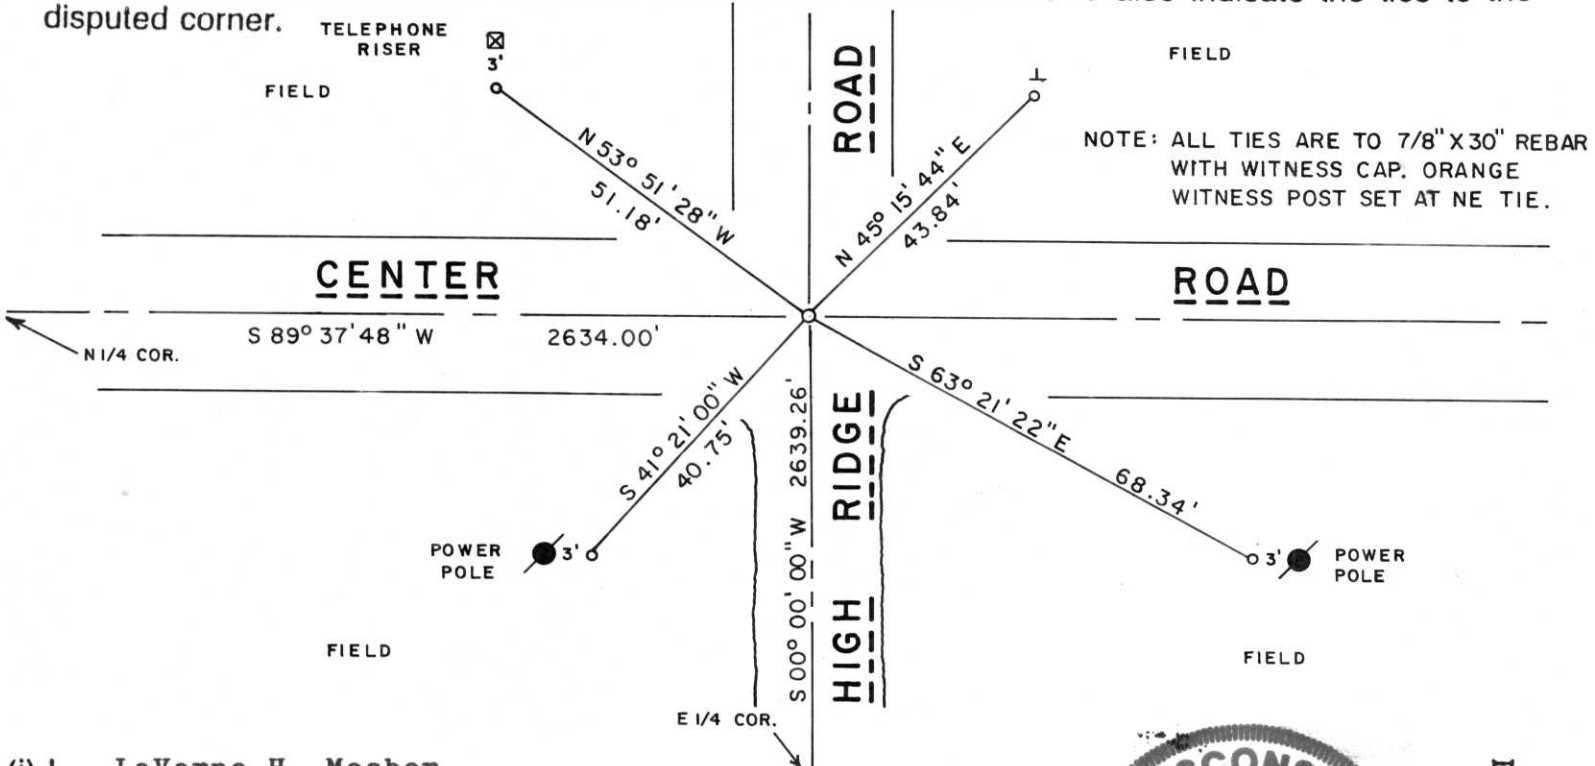 disputed corner.
TELEPHONE
RISER
3'
FIELD
ROAD
FIELD
NOTE: ALL TIES ARE TO 7/8" X 30" REBAR
WITH WITNESS CAP. ORANGE
WITNESS POST SET AT NE TIE.
N 53° 51' 28" W
51.18'
N 45° 15' 44" E
43.84'
CENTER
ROAD
S 89° 37' 48" W 2634.00'
N 1/4 COR.
S 41° 21' 00" W
40.75'
S 00° 00' 00" W 2639.26'
HIGH RIDGE
S 63° 21' 22" E
68.34'
POWER
POLE
3'
3'
POWER
POLE
FIELD
FIELD
E 1/4 COR.
(i) I, LaVerne H. Mosher
SCONS